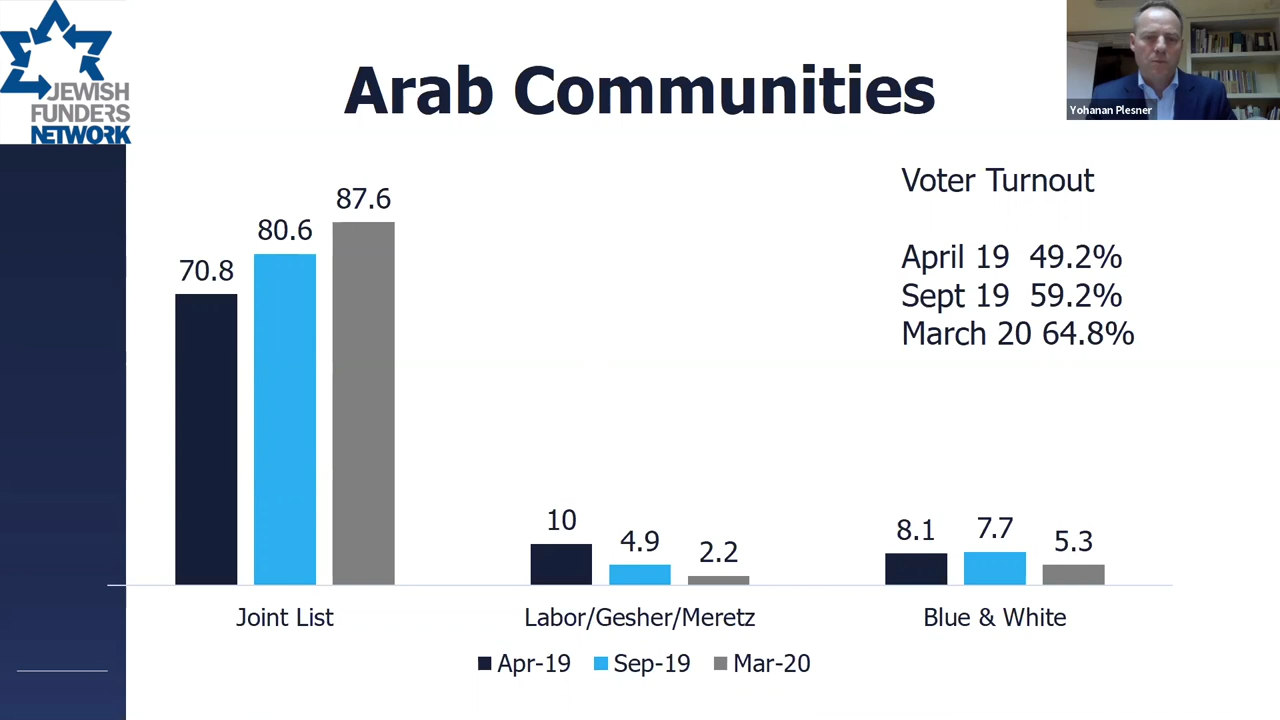 JEWISH
FUNDERS
NETWORK
Arab Communities
Yohanan Plesner
Voter Turnout
April 19 49.2%
Sept 19 59.2%
March 20 64.8%
70.8
80.6
87.6
10
4.9
2.2
8.1
7.7
5.3
Joint List
Labor/Gesher/Meretz
Blue & White
Apr-19
Sep-19
Mar-20